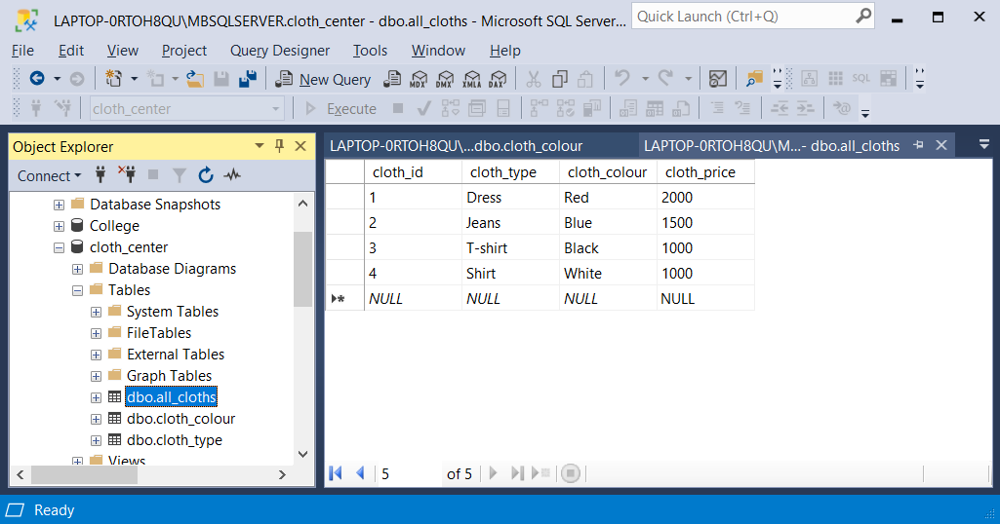 LAPTOP-0RTOH8QU\MBSQLSERVER.cloth_center - dbo.all_cloths - Microsoft SQL Server...
Quick Launch (Ctrl+Q)
File Edit View Project Query Designer Tools Window Help
New Query MDX DMX XMLA DAX SQL
cloth_center Execute
Object Explorer
LAPTOP-0RTOH8QU\...dbo.cloth_colour LAPTOP-0RTOH8QU\M...- dbo.all_cloths
Connect
Database Snapshots
College
cloth_center
Database Diagrams
Tables
System Tables
FileTables
External Tables
Graph Tables
dbo.all_cloths
dbo.cloth_colour
dbo.cloth_type
Views
cloth_id cloth_type cloth_colour cloth_price
1 Dress Red 2000
2 Jeans Blue 1500
3 T-shirt Black 1000
4 Shirt White 1000
NULL NULL NULL NULL
5 of 5
Ready